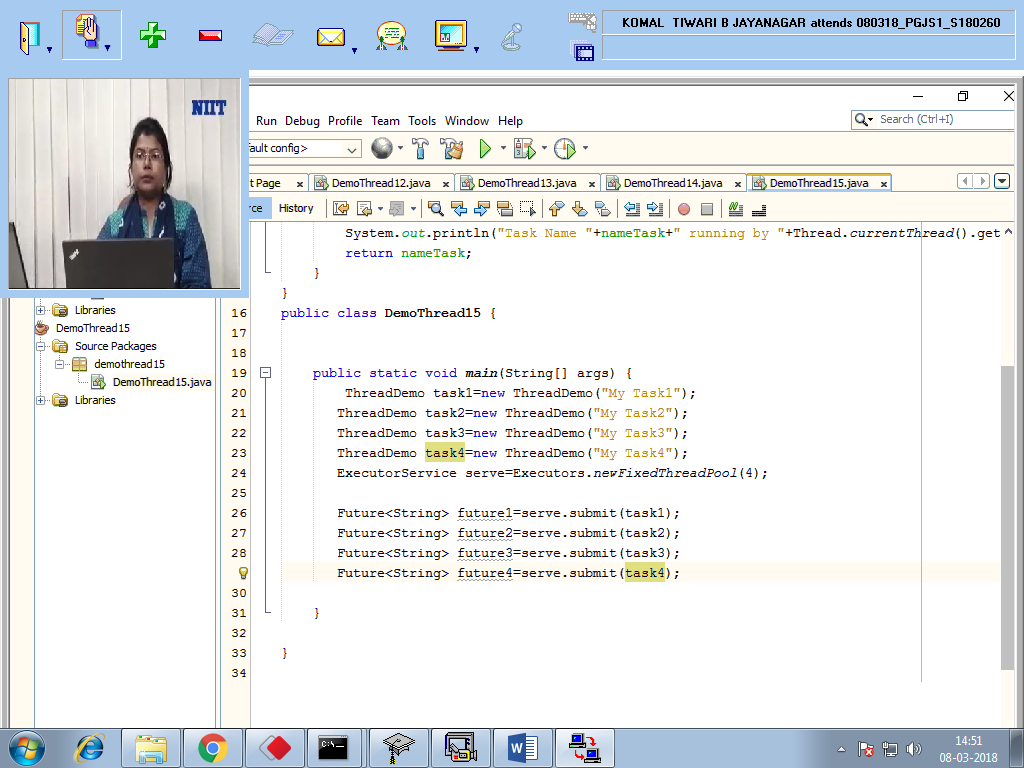 KOMAL TIWARI B JAYANAGAR attends 080318_PGJS1_S180260
NIIT
Run Debug Profile Team Tools Window Help
Search (Ctrl+I)
ault config>
t Page DemoThread12.java DemoThread13.java DemoThread14.java DemoThread15.java
rce History
System.out.println("Task Name "+nameTask+" running by "+Thread.currentThread().get
return nameTask;
}
}
16 public class DemoThread15 {
17
18
19 public static void main(String[] args) {
20 ThreadDemo task1=new ThreadDemo("My Task1");
21 ThreadDemo task2=new ThreadDemo("My Task2");
22 ThreadDemo task3=new ThreadDemo("My Task3");
23 ThreadDemo task4=new ThreadDemo("My Task4");
24 ExecutorService serve=Executors.newFixedThreadPool(4);
25
26 Future<String> future1=serve.submit(task1);
27 Future<String> future2=serve.submit(task2);
28 Future<String> future3=serve.submit(task3);
Future<String> future4=serve.submit(task4);
30
31 }
32
33 }
34
Libraries
DemoThread15
Source Packages
demothread15
DemoThread15.java
Libraries
14:51
08-03-2018